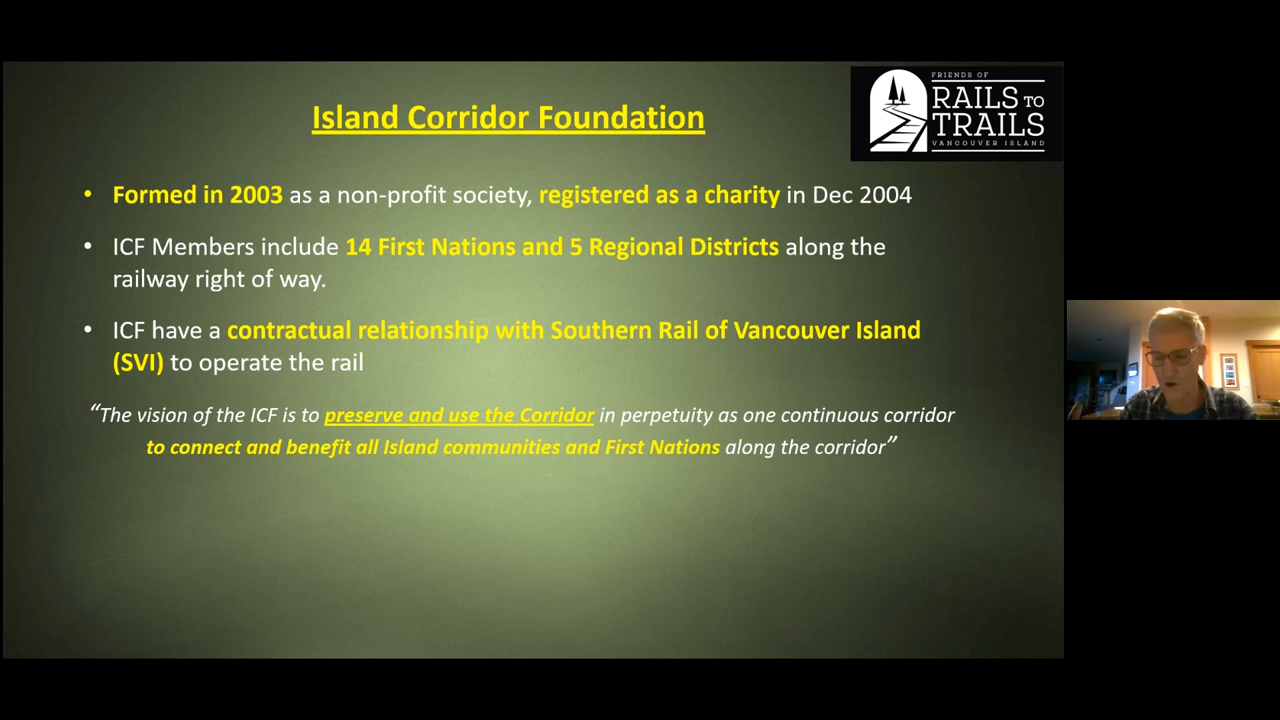 Island Corridor Foundation
FRIENDS OF
RAILS TO
TRAILS
VANCOUVER ISLAND
• Formed in 2003 as a non-profit society, registered as a charity in Dec 2004
• ICF Members include 14 First Nations and 5 Regional Districts along the
railway right of way.
• ICF have a contractual relationship with Southern Rail of Vancouver Island
(SVI) to operate the rail
“The vision of the ICF is to preserve and use the Corridor in perpetuity as one continuous corridor
to connect and benefit all Island communities and First Nations along the corridor”